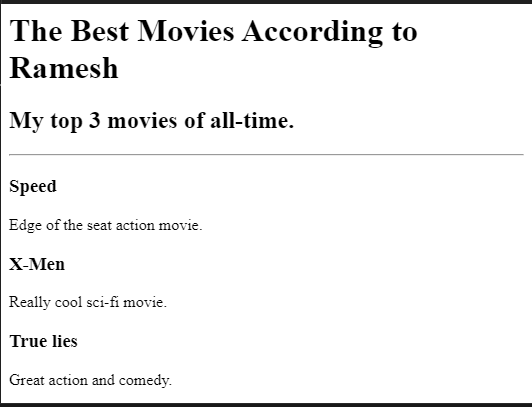 The Best Movies According to
Ramesh
My top 3 movies of all-time.
Speed
Edge of the seat action movie.
X-Men
Really cool sci-fi movie.
True lies
Great action and comedy.